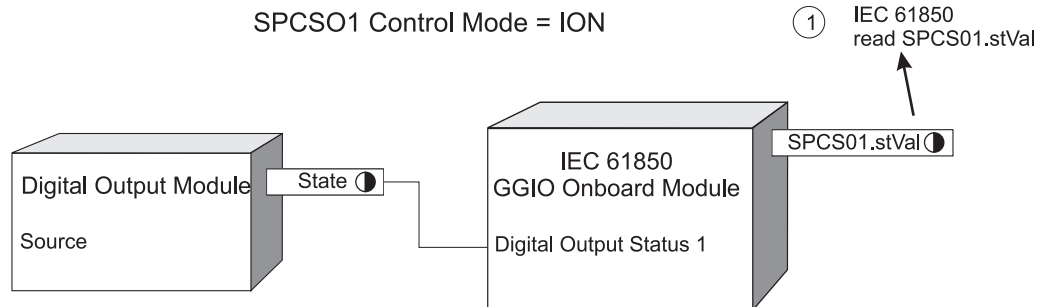 SPCSO1 Control Mode = ION
1
IEC 61850
read SPCS01.stVal
Digital Output Module
Source
State
IEC 61850
GGIO Onboard Module
Digital Output Status 1
SPCS01.stVal